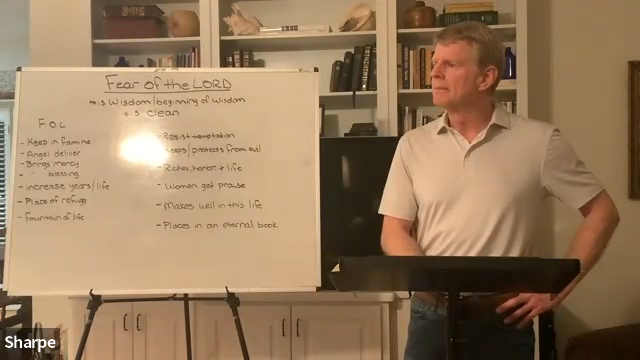 Fear of the LORD
is Wisdom/beginning of Wisdom
is clean
F O L
- Keep in famine
- Angel deliver
- Brings mercy
- " blessing
- increase years/life
- Place of refuge
- Fountain of life
- Resist temptation
protects from evil
honor, + life
- Women get praise
- Makes well in this life
- Places in an eternal book
Sharpe